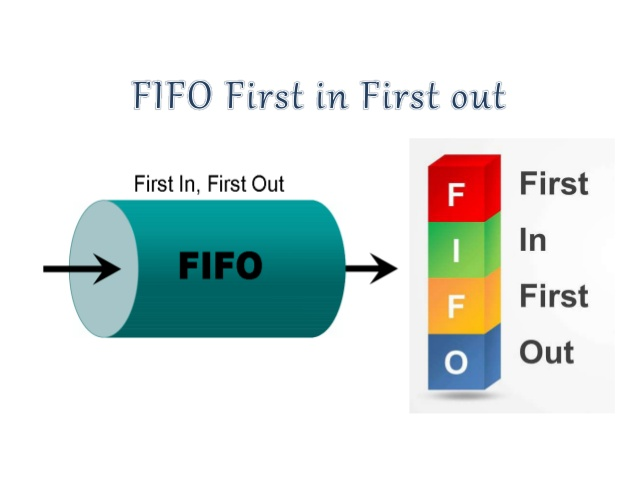 FIFO First in First out
First In, First Out
FIFO
F First
I In
F First
O Out